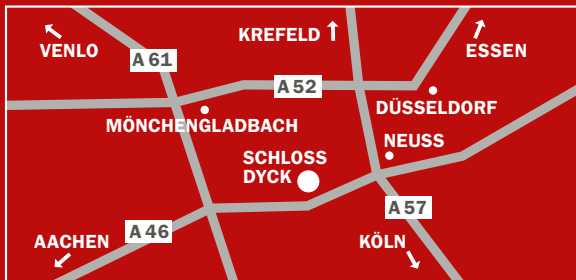 VENLO
A 61
KREFELD
ESSEN
A 52
DÜSSELDORF
MÖNCHENGLADBACH
NEUSS
SCHLOSS
DYCK
A 57
A 46
AACHEN
KÖLN